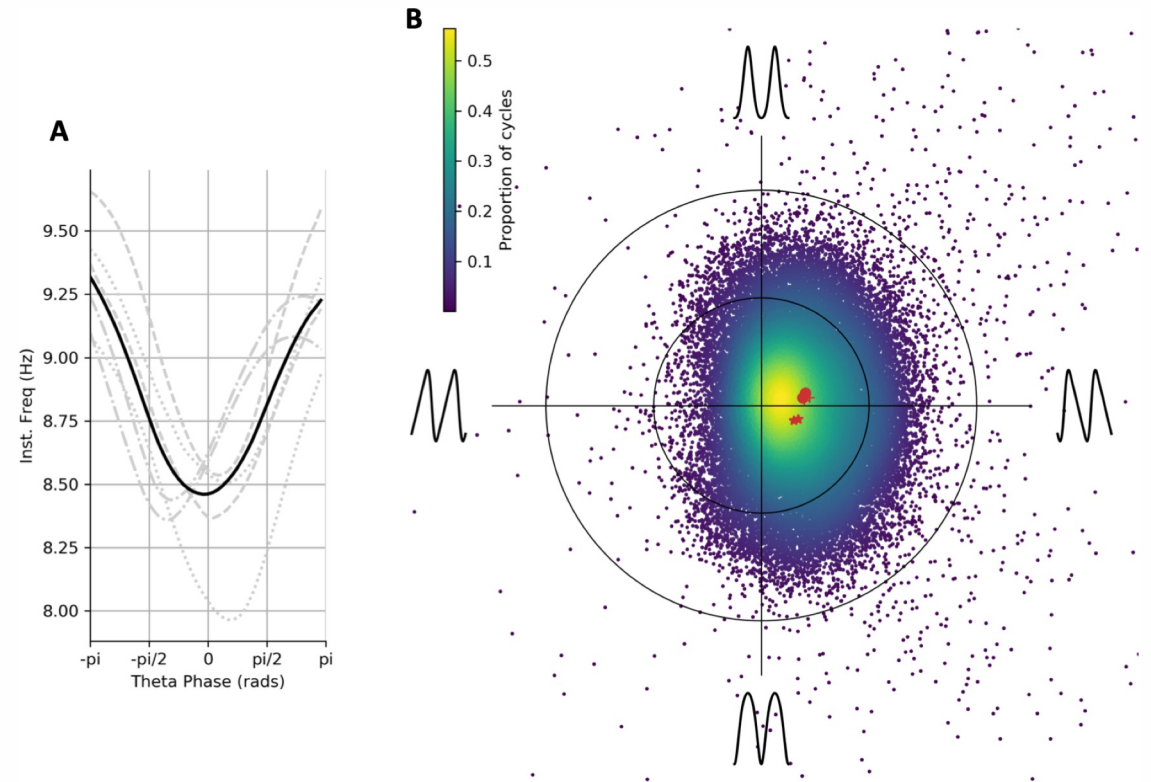 A
9.50
9.25
9.00
8.75
8.50
8.25
8.00
Inst. Freq (Hz)
-pi
-pi/2
0
pi/2
pi
Theta Phase (rads)
B
0.5
0.4
0.3
0.2
0.1
Proportion of cycles